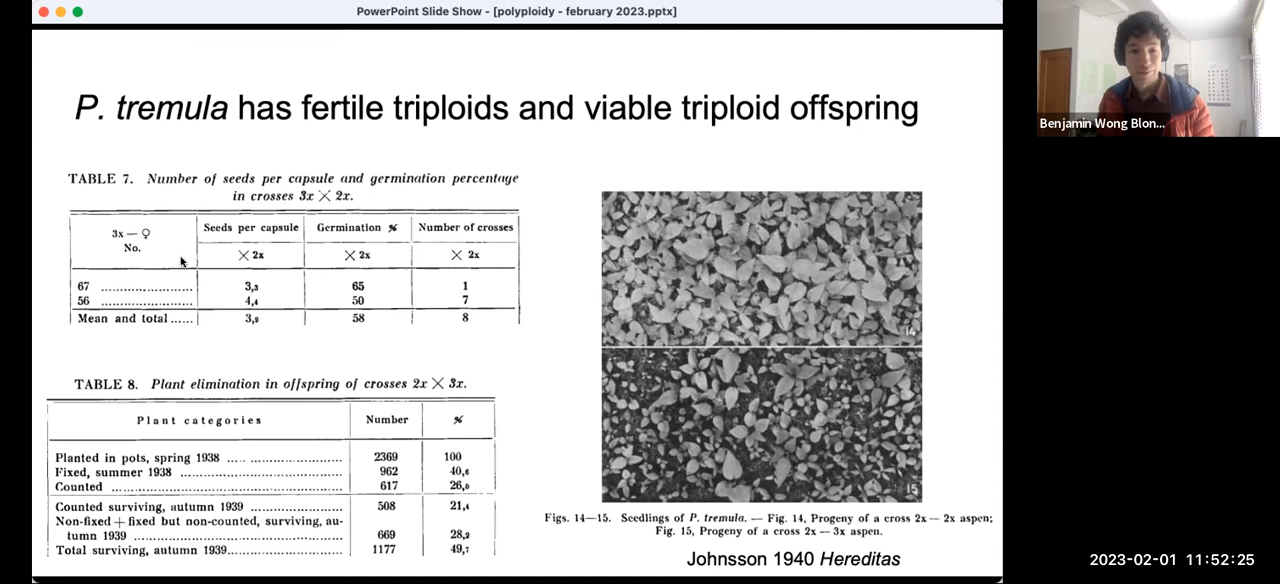 PowerPoint Slide Show - [polyploidy - february 2023.pptx]
P. tremula has fertile triploids and viable triploid offspring
TABLE 7. Number of seeds per capsule and germination percentage
in crosses 3x × 2x.
3x — ♀
No.
Seeds per capsule
Germination %
Number of crosses
× 2x
× 2x
× 2x
67 ........................ 3,3 65 1
56 ........................ 4,4 50 7
Mean and total ...... 3,9 58 8
TABLE 8. Plant elimination in offspring of crosses 2x × 3x.
Plant categories Number %
Planted in pots, spring 1938 ............................ 2369 100
Fixed, summer 1938 ............................ 962 40,6
Counted ............................ 617 26,0
Counted surviving, autumn 1939 ............................ 508 21,4
Non-fixed + fixed but non-counted, surviving, au-
tumn 1939 ............................ 669 28,2
Total surviving, autumn 1939............................ 1177 49,7
14
15
Figs. 14—15. Seedlings of P. tremula. — Fig. 14, Progeny of a cross 2x — 2x aspen;
Fig. 15, Progeny of a cross 2x — 3x aspen.
Johnsson 1940 Hereditas
Benjamin Wong Blon...
2023-02-01 11:52:25